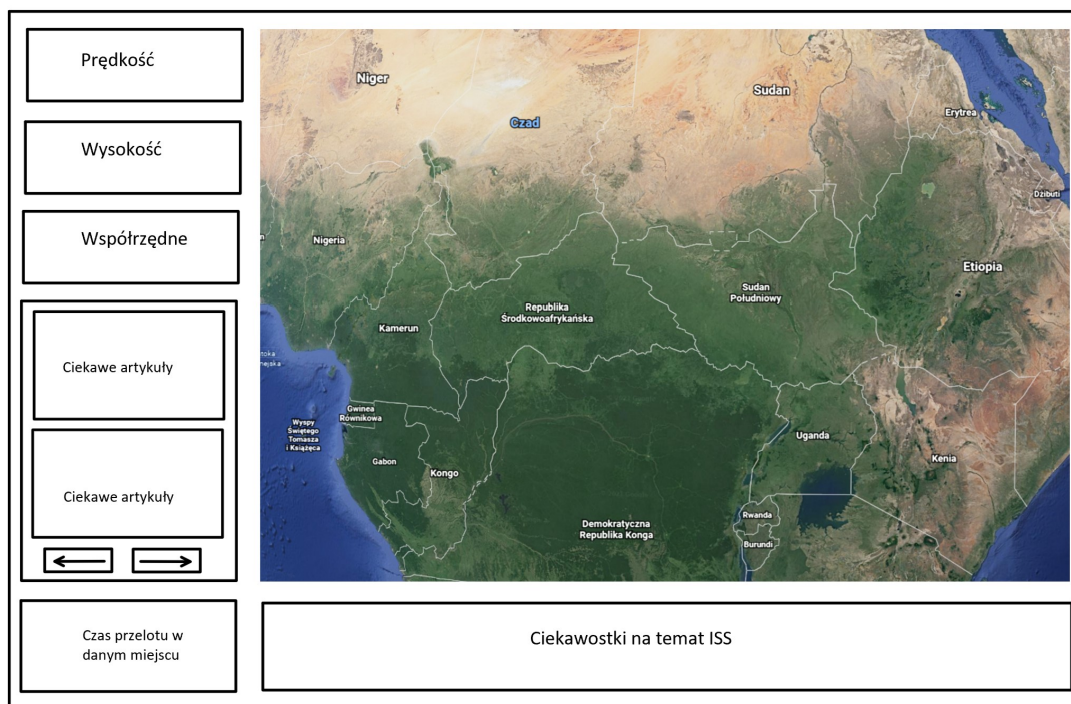 Prędkość
Wysokość
Współrzędne
Ciekawe artykuły
Ciekawe artykuły
Czas przelotu w
danym miejscu
Niger
Czad
Sudan
Erytrea
Dżibuti
n
Nigeria
Etiopia
Sudan
Południowy
Republika
Środkowoafrykańska
Kamerun
toka
nejska
Gwinea
Równikowa
Wyspy
Świętego
Tomasza
i Książęca
Gabon
Kongo
Uganda
Kenia
Rwanda
Burundi
Demokratyczna
Republika Konga
Ciekawostki na temat ISS